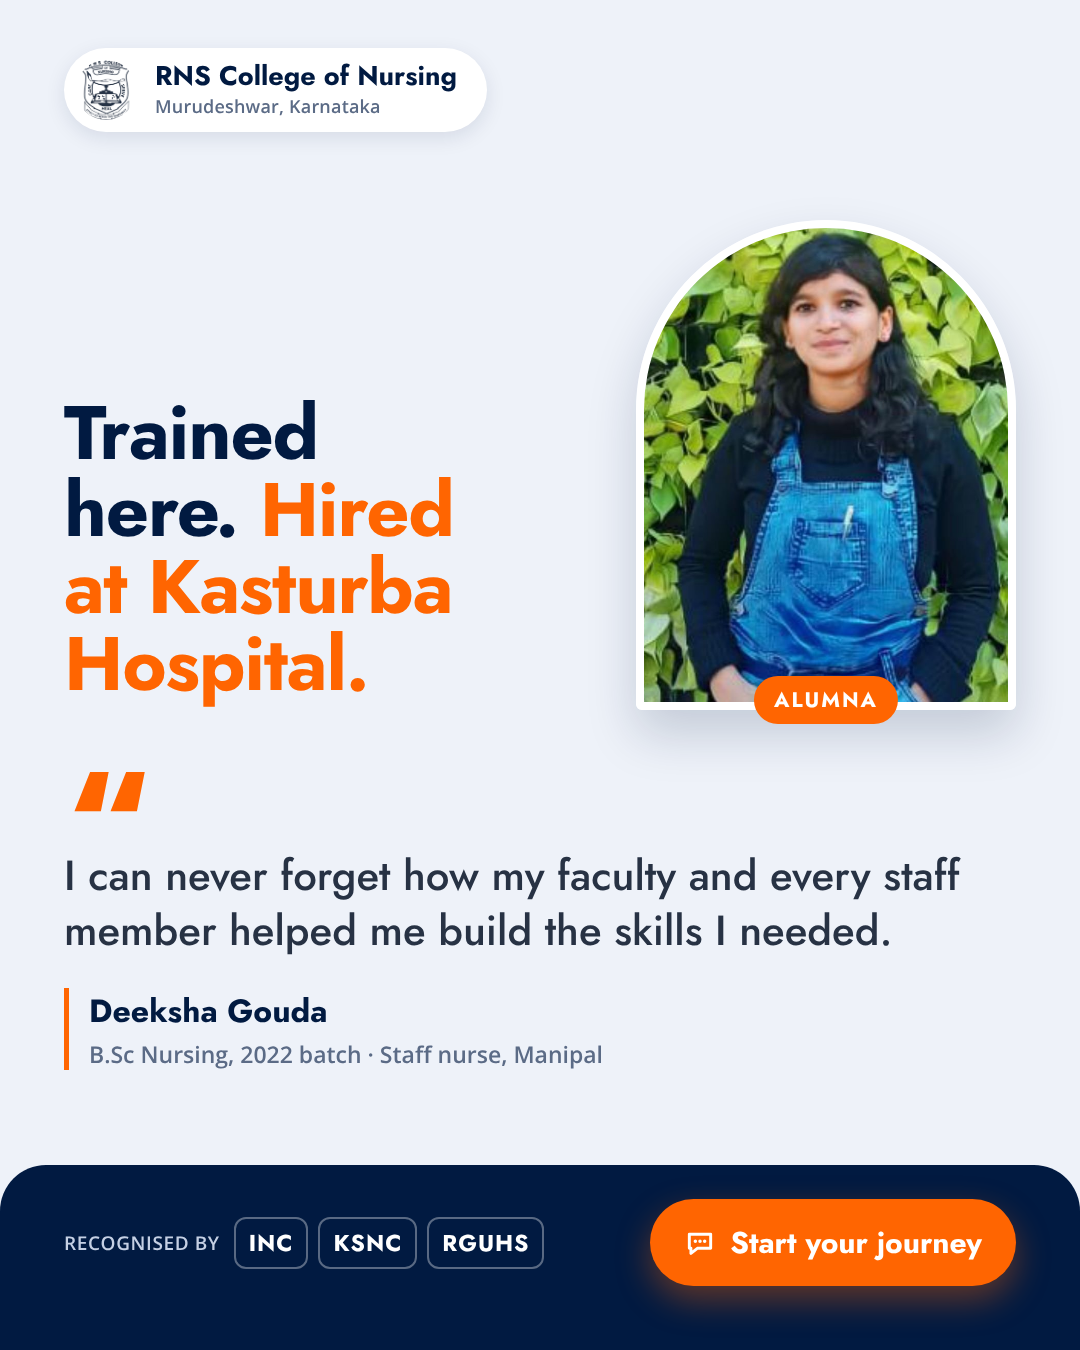 RNS College of Nursing
Murudeshwar, Karnataka
Trained
here. Hired
at Kasturba
Hospital.
ALUMNA
“
I can never forget how my faculty and every staff
member helped me build the skills I needed.
Deeksha Gouda
B.Sc Nursing, 2022 batch · Staff nurse, Manipal
RECOGNISED BY INC KSNC RGUHS
Start your journey